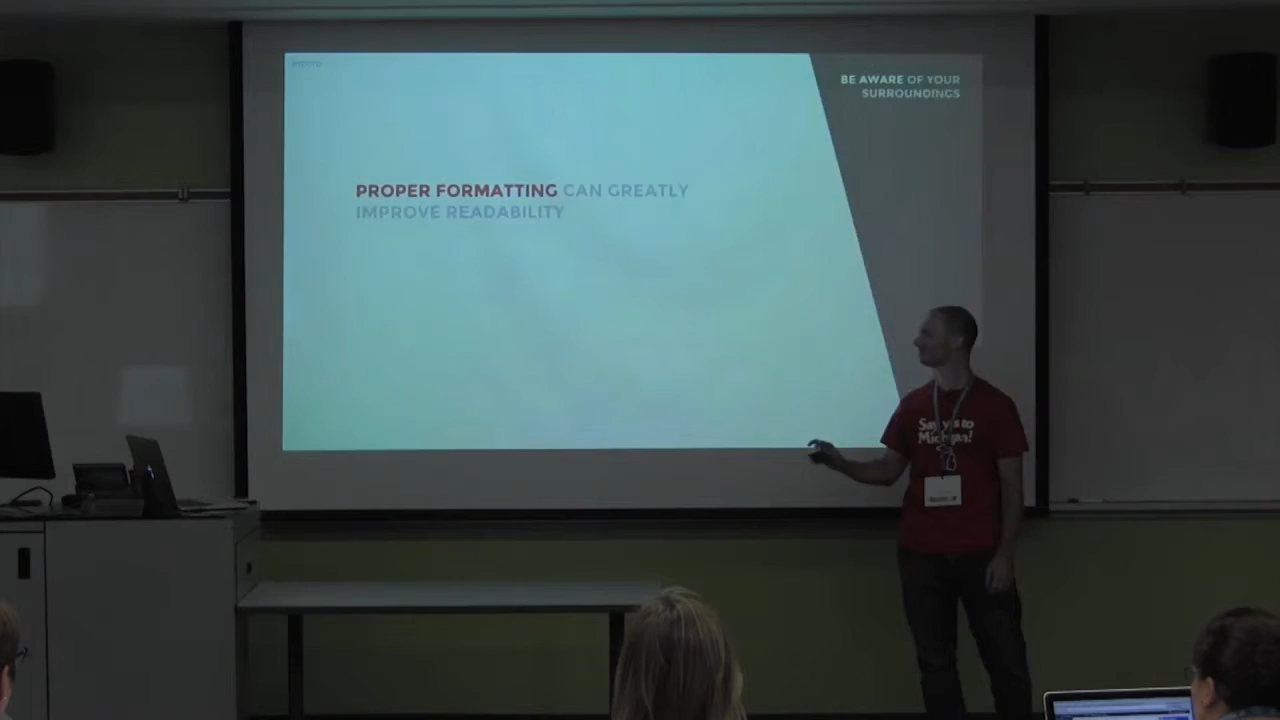 BE AWARE OF YOUR
SURROUNDINGS
PROPER FORMATTING CAN GREATLY
IMPROVE READABILITY
Say yes to
Michigan!